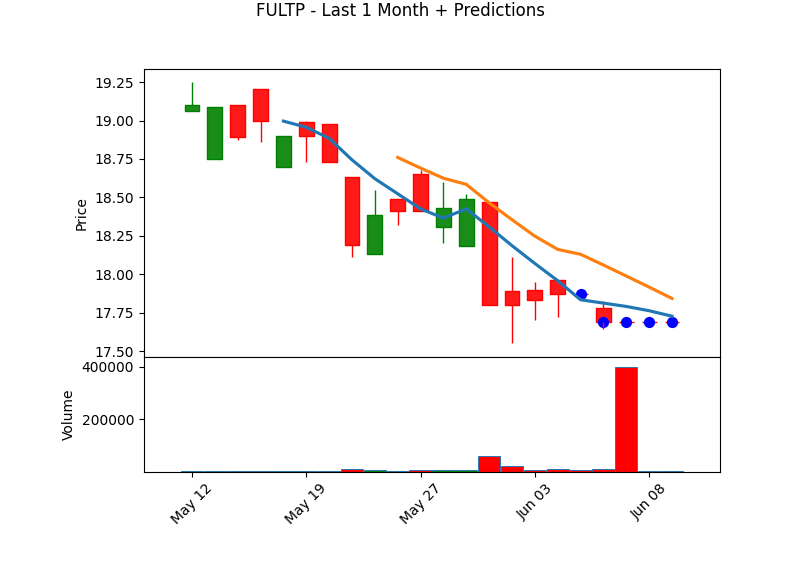 FULTP - Last 1 Month + Predictions
19.25
19.00
18.75
18.50
18.25
18.00
17.75
17.50
Price
400000
200000
Volume
May 12
May 19
May 27
Jun 03
Jun 08